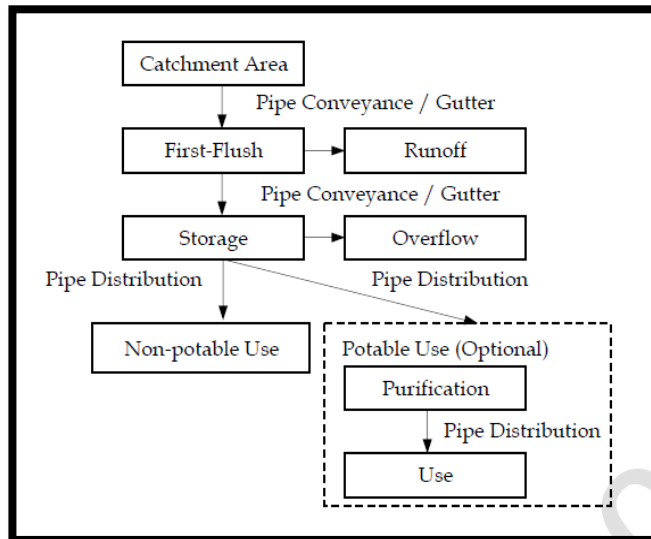 Catchment Area
Pipe Conveyance / Gutter
First-Flush
Runoff
Pipe Conveyance / Gutter
Storage
Overflow
Pipe Distribution
Pipe Distribution
Non-potable Use
Potable Use (Optional)
Purification
Pipe Distribution
Use